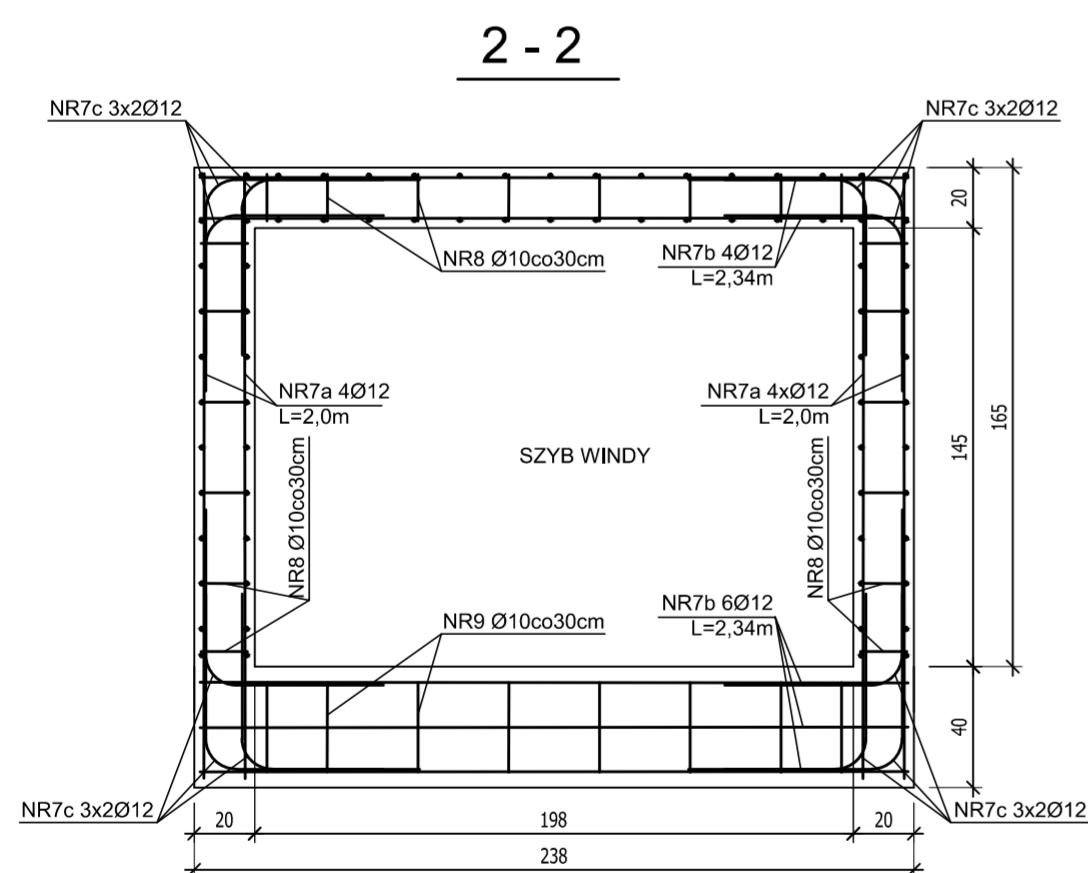 2 - 2
NR7c 3x2Ø12
NR7c 3x2Ø12
20
NR8 Ø10co30cm
NR7b 4Ø12
L=2,34m
NR7a 4Ø12
L=2,0m
NR7a 4xØ12
L=2,0m
165
145
SZYB WINDY
NR8 Ø10co30cm
NR8 Ø10co30cm
NR9 Ø10co30cm
NR7b 6Ø12
L=2,34m
40
NR7c 3x2Ø12
20
198
20
NR7c 3x2Ø12
238